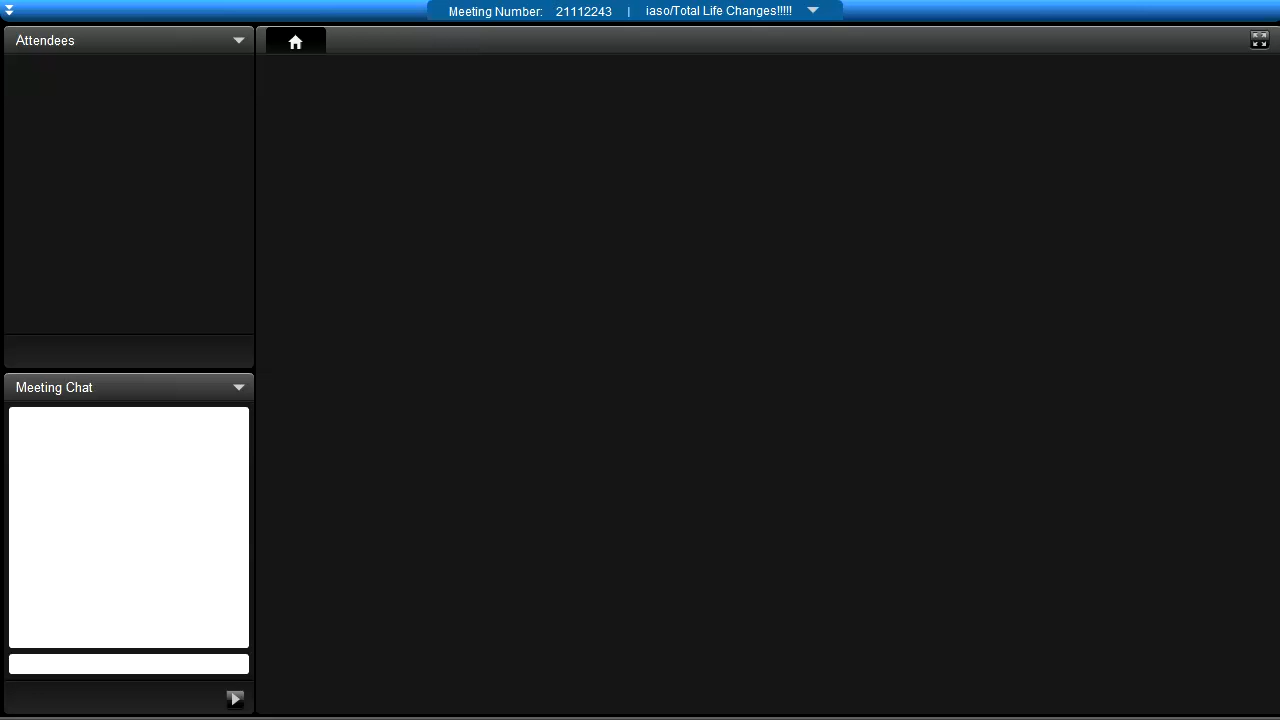 Meeting Number: 21112243 | iaso/Total Life Changes!!!!!
Attendees
Meeting Chat